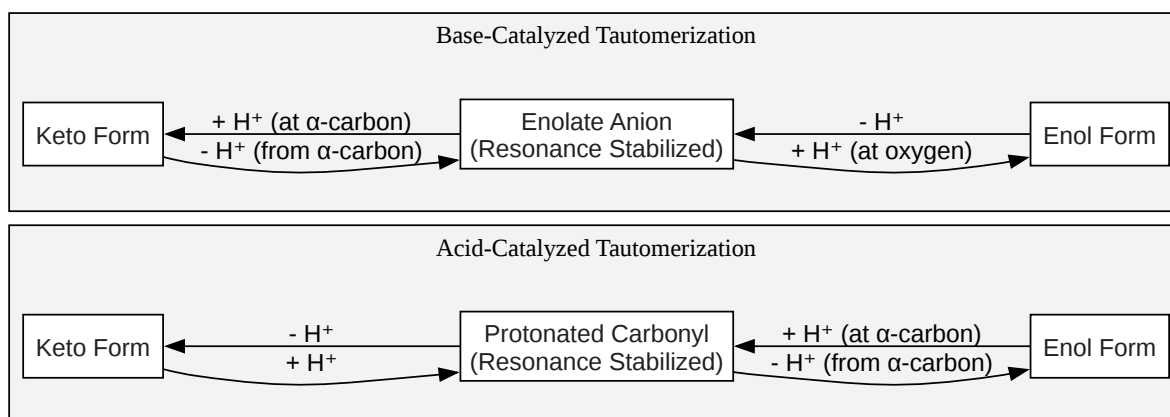 Base-Catalyzed Tautomerization
Keto Form
+ H⁺ (at α-carbon)
- H⁺ (from α-carbon)
Enolate Anion
(Resonance Stabilized)
- H⁺
+ H⁺ (at oxygen)
Enol Form
Acid-Catalyzed Tautomerization
Keto Form
- H⁺
+ H⁺
Protonated Carbonyl
(Resonance Stabilized)
+ H⁺ (at α-carbon)
- H⁺ (from α-carbon)
Enol Form